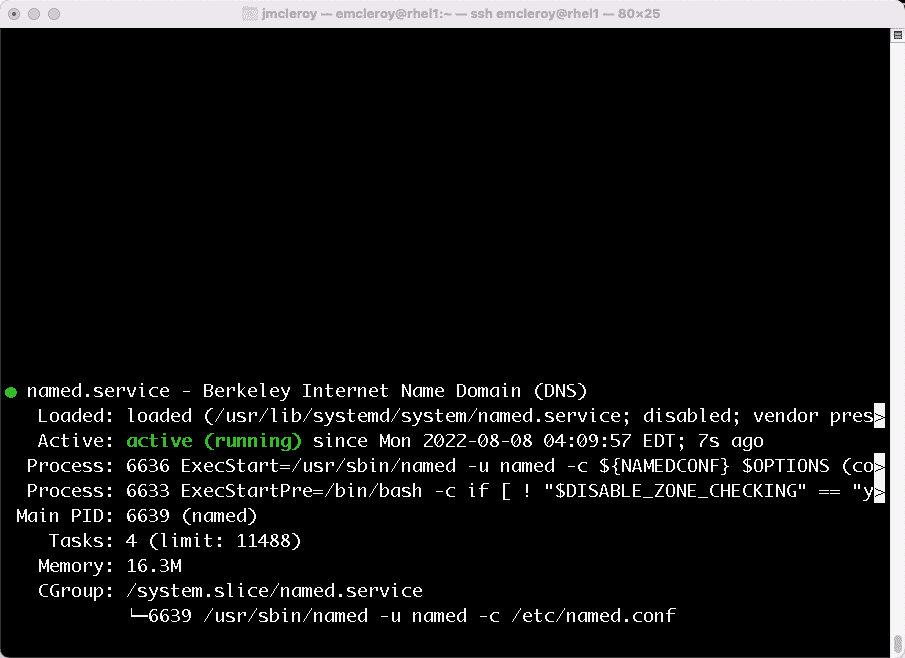 jmcleroy — emcleroy@rhel1:~ — ssh emcleroy@rhel1 — 80×25
● named.service - Berkeley Internet Name Domain (DNS)
   Loaded: loaded (/usr/lib/systemd/system/named.service; disabled; vendor pres>
   Active: active (running) since Mon 2022-08-08 04:09:57 EDT; 7s ago
  Process: 6636 ExecStart=/usr/sbin/named -u named -c ${NAMEDCONF} $OPTIONS (co>
  Process: 6633 ExecStartPre=/bin/bash -c if [ ! "$DISABLE_ZONE_CHECKING" == "y>
 Main PID: 6639 (named)
    Tasks: 4 (limit: 11488)
   Memory: 16.3M
   CGroup: /system.slice/named.service
           └─6639 /usr/sbin/named -u named -c /etc/named.conf